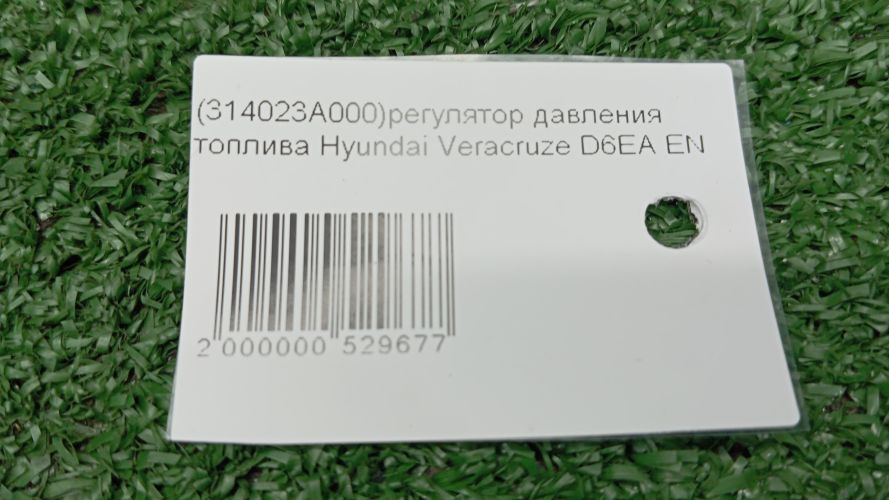 (314023A000)регулятор давления
топлива Hyundai Veracruze D6EA EN
2 000000 529677